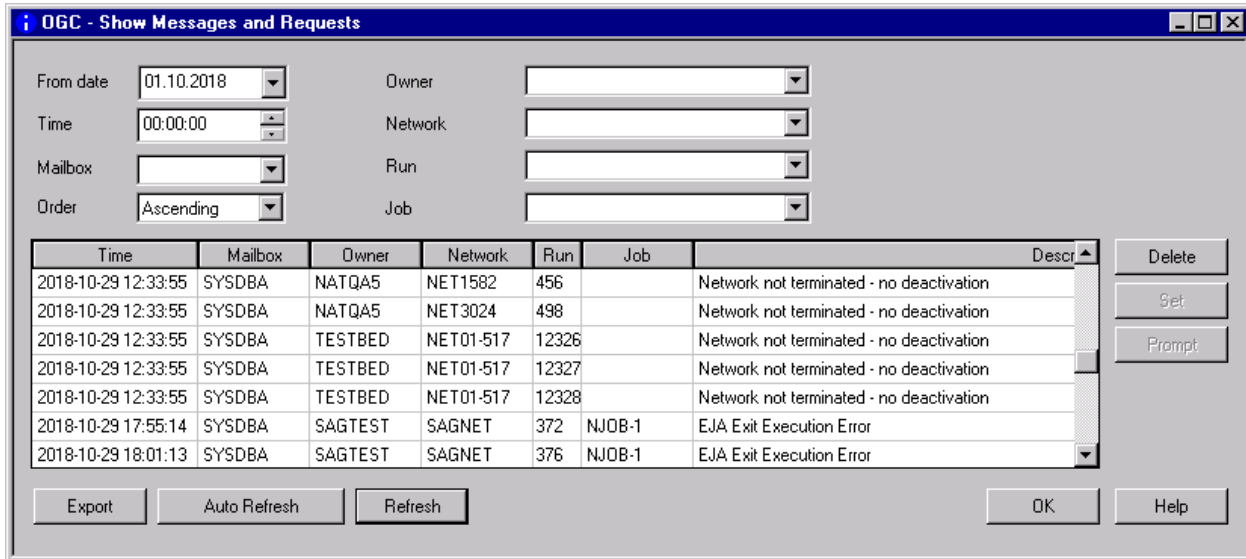 OGC - Show Messages and Requests
From date 01.10.2018 Owner
Time 00:00:00 Network
Mailbox Run
Order Ascending Job
Time Mailbox Owner Network Run Job Descr
2018-10-29 12:33:55 SYSDBA NATQA5 NET1582 456 Network not terminated - no deactivation
2018-10-29 12:33:55 SYSDBA NATQA5 NET3024 498 Network not terminated - no deactivation
2018-10-29 12:33:55 SYSDBA TESTBED NET01-517 12326 Network not terminated - no deactivation
2018-10-29 12:33:55 SYSDBA TESTBED NET01-517 12327 Network not terminated - no deactivation
2018-10-29 12:33:55 SYSDBA TESTBED NET01-517 12328 Network not terminated - no deactivation
2018-10-29 17:55:14 SYSDBA SAGTEST SAGNET 372 NJOB-1 EJA Exit Execution Error
2018-10-29 18:01:13 SYSDBA SAGTEST SAGNET 376 NJOB-1 EJA Exit Execution Error
Delete
Set
Prompt
Export Auto Refresh Refresh OK Help